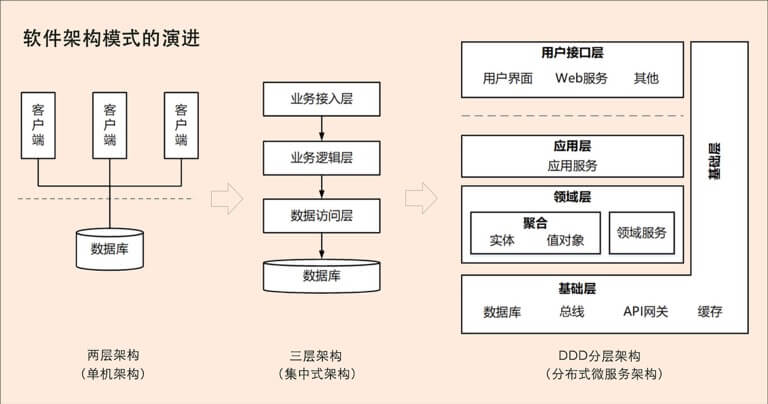 软件架构模式的演进
客户端
客户端
客户端
数据库
两层架构
（单机架构）
业务接入层
业务逻辑层
数据访问层
数据库
三层架构
（集中式架构）
用户接口层
用户界面 Web服务 其他
应用层
应用服务
领域层
聚合
实体 值对象
领域服务
基础层
基础层
数据库 总线 API网关 缓存
DDD分层架构
（分布式微服务架构）